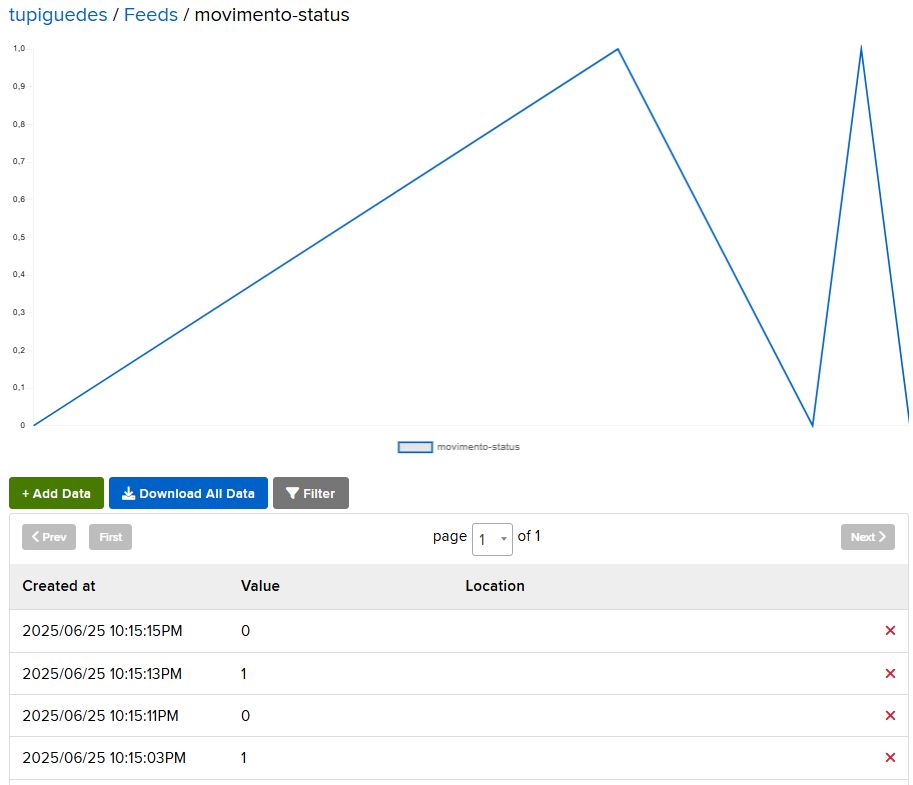 tupiguedes / Feeds / movimento-status
1,0
0,9
0,8
0,7
0,6
0,5
0,4
0,3
0,2
0,1
0
movimento-status
+ Add Data Download All Data Filter
Prev First page 1 of 1 Next
Created at Value Location
2025/06/25 10:15:15PM 0
2025/06/25 10:15:13PM 1
2025/06/25 10:15:11PM 0
2025/06/25 10:15:03PM 1